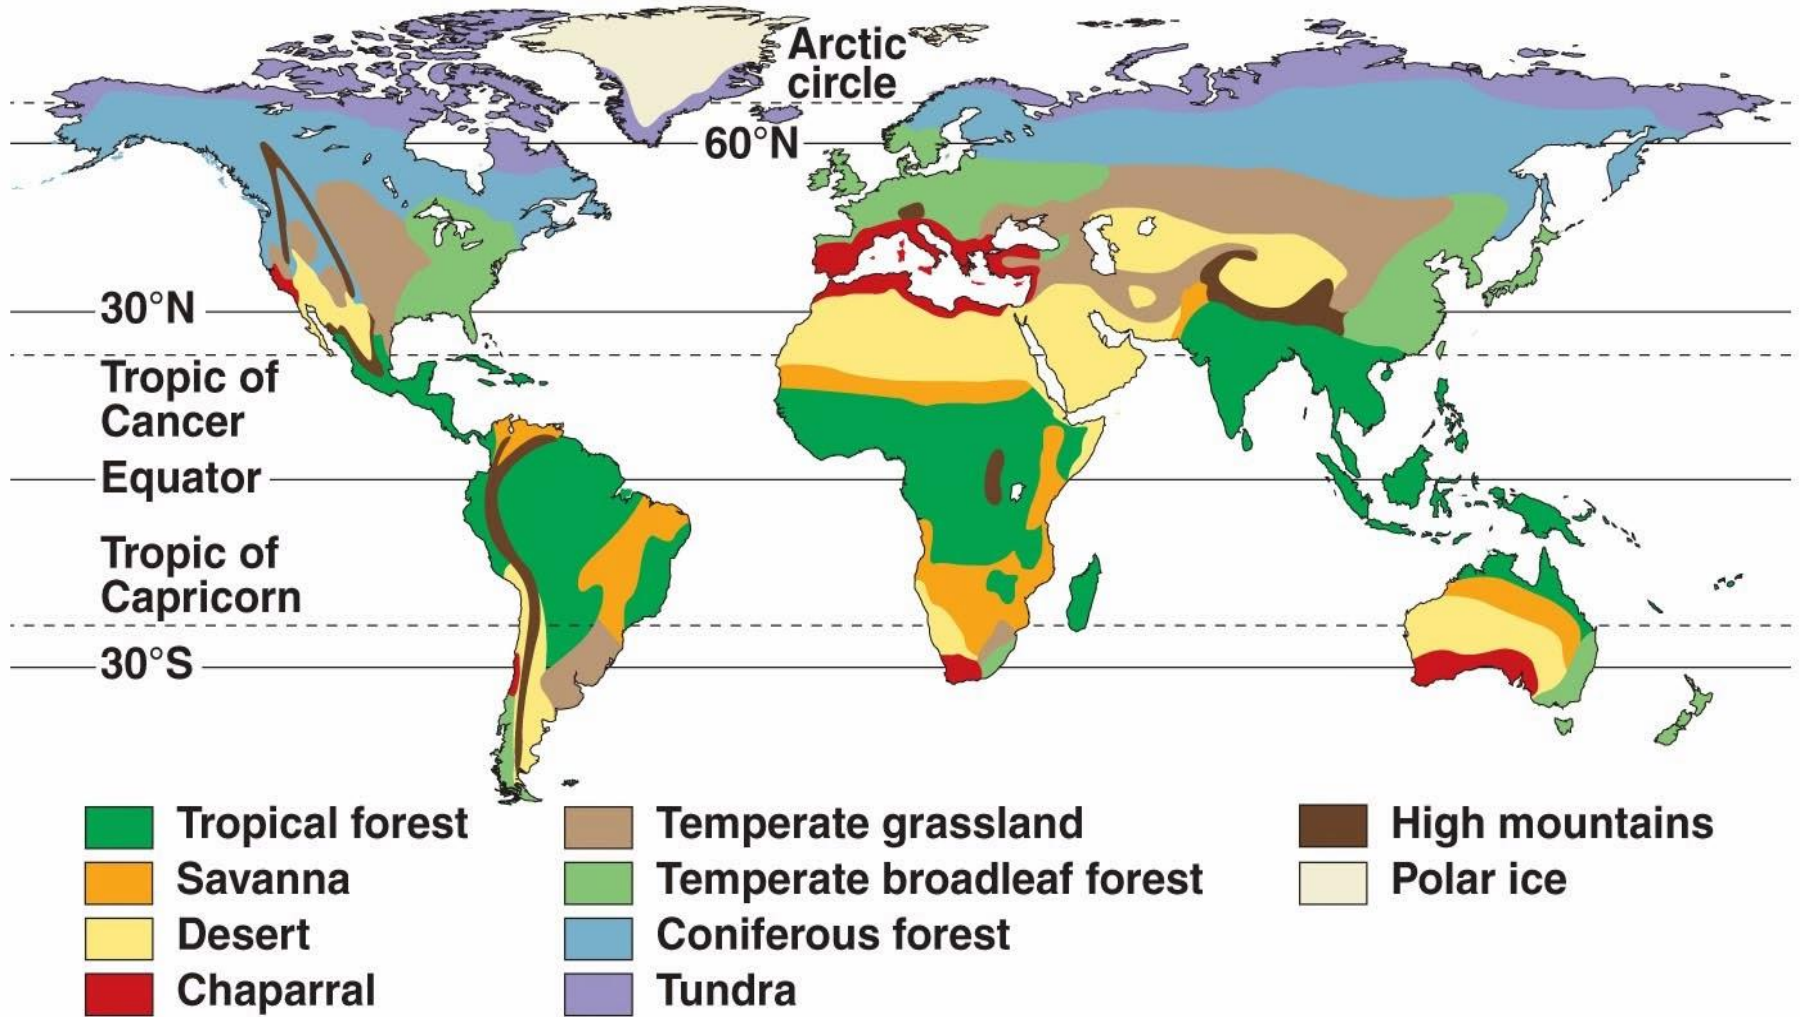 Arctic
circle
60°N
30°N
Tropic of
Cancer
Equator
Tropic of
Capricorn
30°S
Tropical forest
Savanna
Desert
Chaparral
Temperate grassland
Temperate broadleaf forest
Coniferous forest
Tundra
High mountains
Polar ice